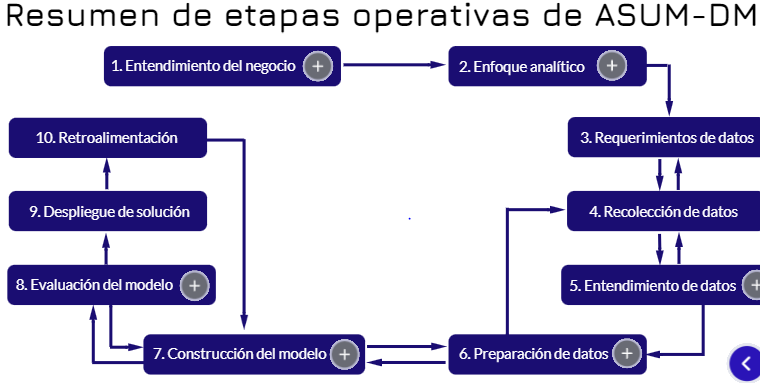 Resumen de etapas operativas de ASUM-DM
1. Entendimiento del negocio
2. Enfoque analítico
3. Requerimientos de datos
4. Recolección de datos
5. Entendimiento de datos
6. Preparación de datos
7. Construcción del modelo
8. Evaluación del modelo
9. Despliegue de solución
10. Retroalimentación